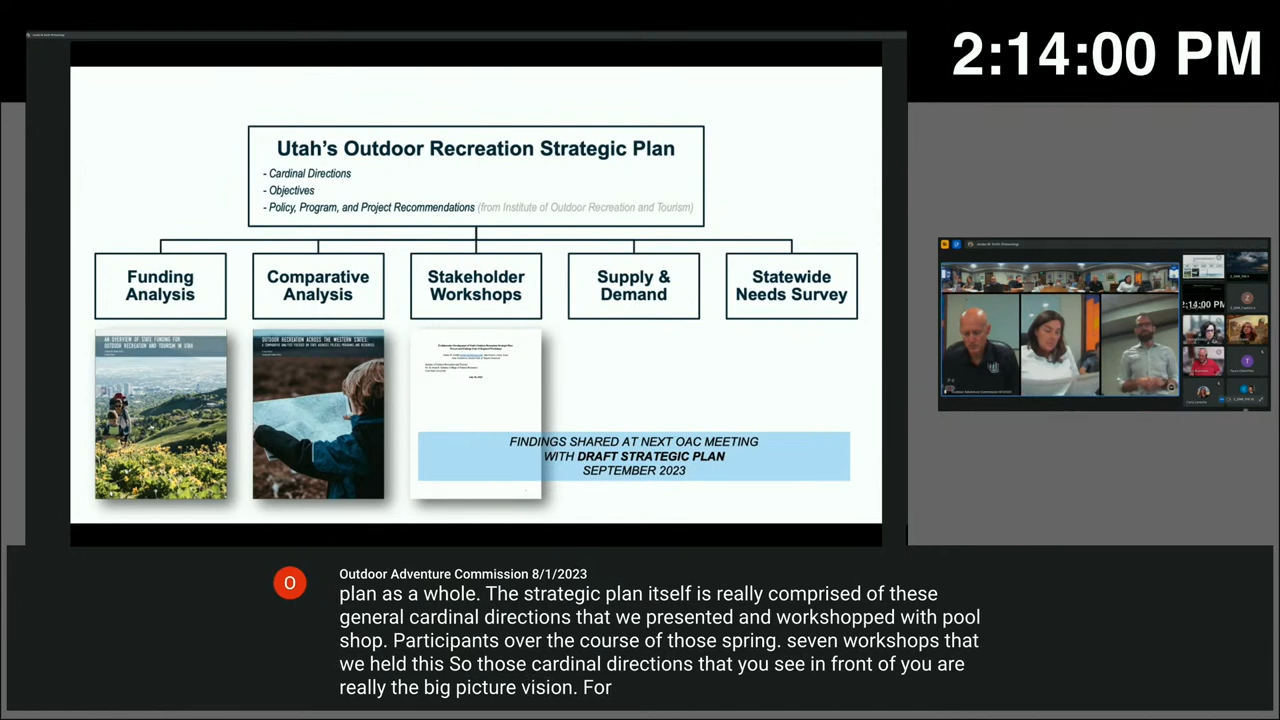 2:14:00 PM
Utah's Outdoor Recreation Strategic Plan
- Cardinal Directions
- Objectives
- Policy, Program, and Project Recommendations (from Institute of Outdoor Recreation and Tourism)
Funding
Analysis
Comparative
Analysis
Stakeholder
Workshops
Supply &
Demand
Statewide
Needs Survey
AN OVERVIEW OF STATE FUNDING FOR
OUTDOOR RECREATION AND TOURISM IN UTAH
OUTDOOR RECREATION ACROSS THE WESTERN STATES:
FINDINGS SHARED AT NEXT OAC MEETING
WITH DRAFT STRATEGIC PLAN
SEPTEMBER 2023
2:14:00 PM
O
Outdoor Adventure Commission 8/1/2023
plan as a whole. The strategic plan itself is really comprised of these
general cardinal directions that we presented and workshopped with pool
shop. Participants over the course of those spring. seven workshops that
we held this So those cardinal directions that you see in front of you are
really the big picture vision. For